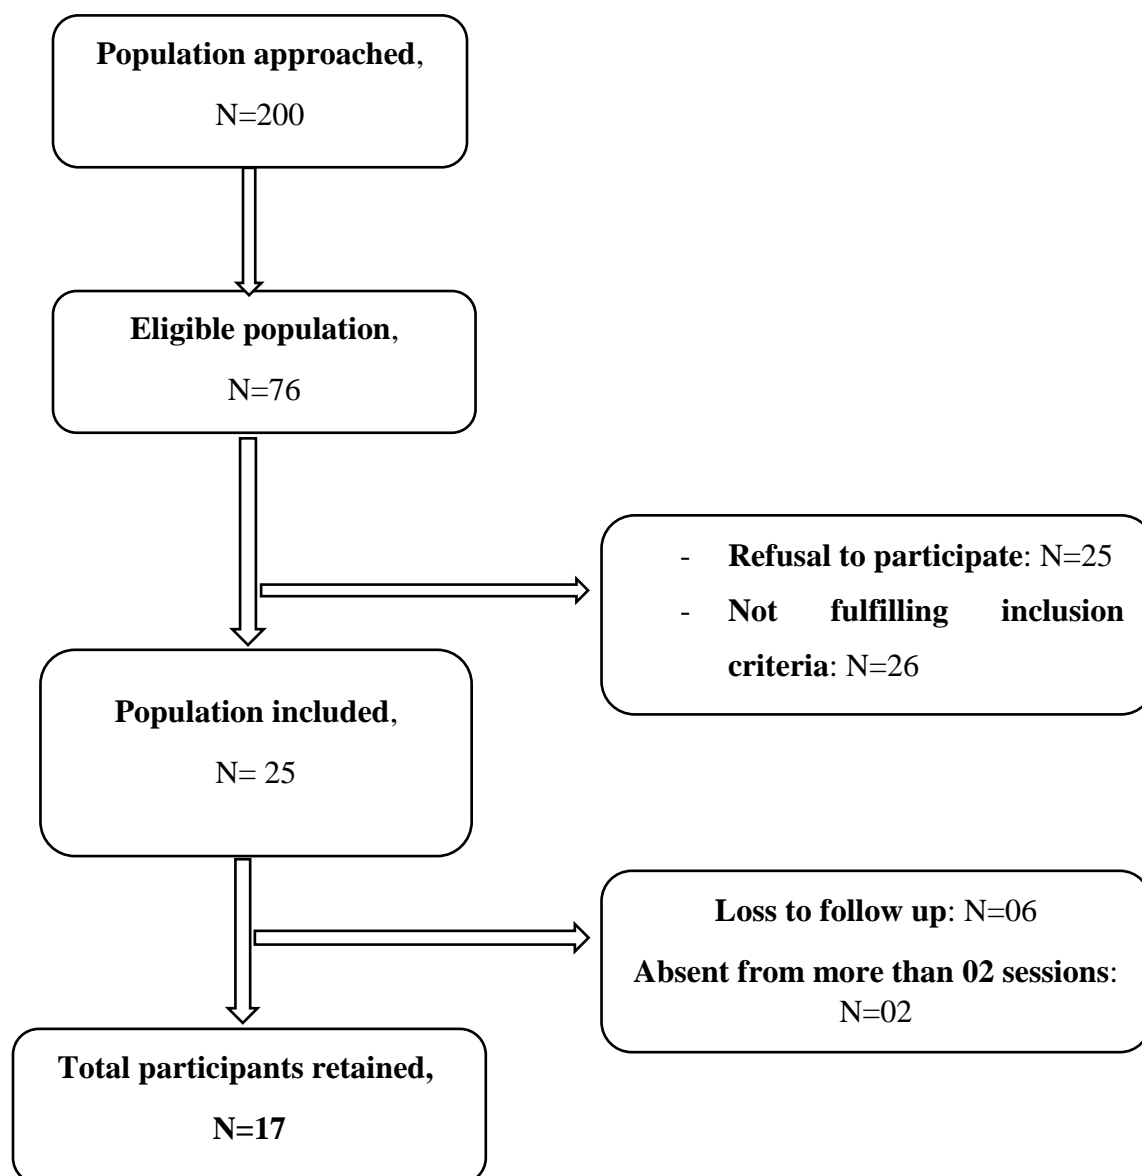 Population approached,
N=200
Eligible population,
N=76
- Refusal to participate: N=25
- Not fulfilling inclusion
criteria: N=26
Population included,
N= 25
Loss to follow up: N=06
Absent from more than 02 sessions:
N=02
Total participants retained,
N=17